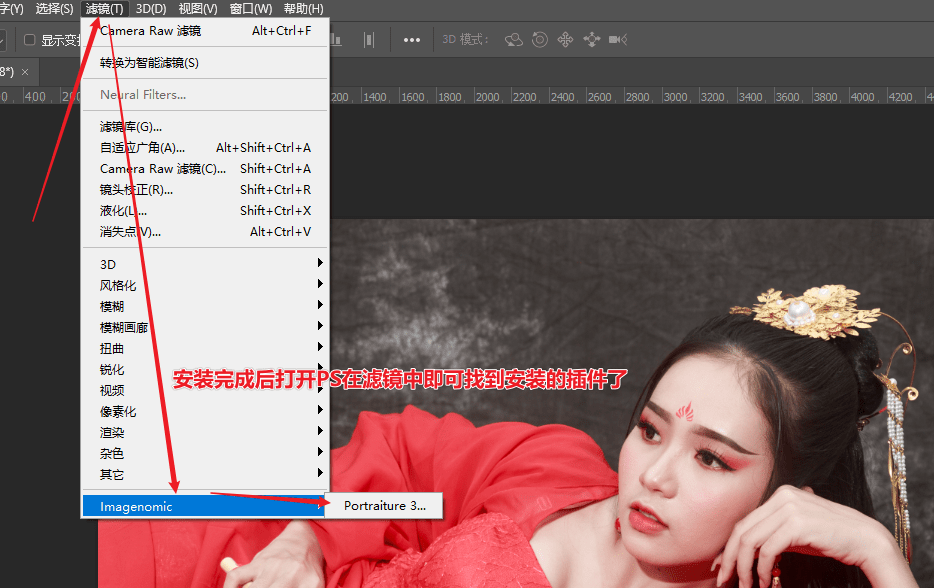 字(Y) 选择(S) 滤镜(T) 3D(D) 视图(V) 窗口(W) 帮助(H)
Camera Raw 滤镜 Alt+Ctrl+F
显示变换
3D 模式:
转换为智能滤镜(S)
8*) ×
Neural Filters...
0 400 200 1400 1600 1800 2000 2200 2400 2600 2800 3000 3200 3400 3600 3800 4000 4200
滤镜库(G)...
自适应广角(A)... Alt+Shift+Ctrl+A
Camera Raw 滤镜(C)... Shift+Ctrl+A
镜头校正(R)... Shift+Ctrl+R
液化(L)... Shift+Ctrl+X
消失点(V)... Alt+Ctrl+V
3D
风格化
模糊
模糊画廊
扭曲
锐化
安装完成后打开PS在滤镜中即可找到安装的插件了
视频
像素化
渲染
杂色
其它
Imagenomic
Portraiture 3...